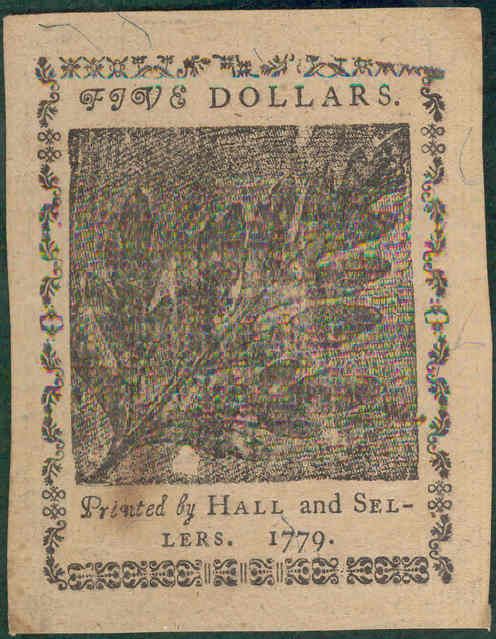 FIVE DOLLARS.
Printed by HALL and SEL-
LERS. 1779.